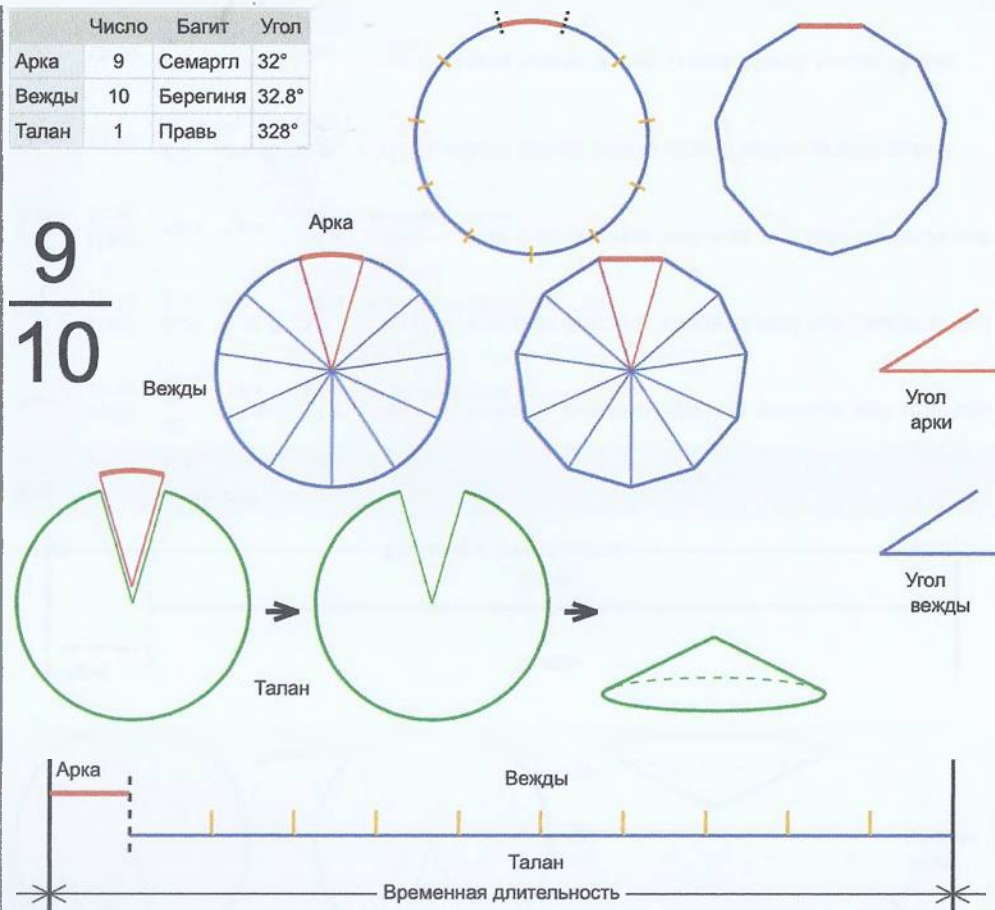 Число Багит Угол
Арка 9 Семаргл 32°
Вежды 10 Берегиня 32.8°
Талан 1 Правь 328°
9
10
Арка
Вежды
Угол
арки
Угол
вежды
Талан
Арка
Вежды
Талан
Временная длительность